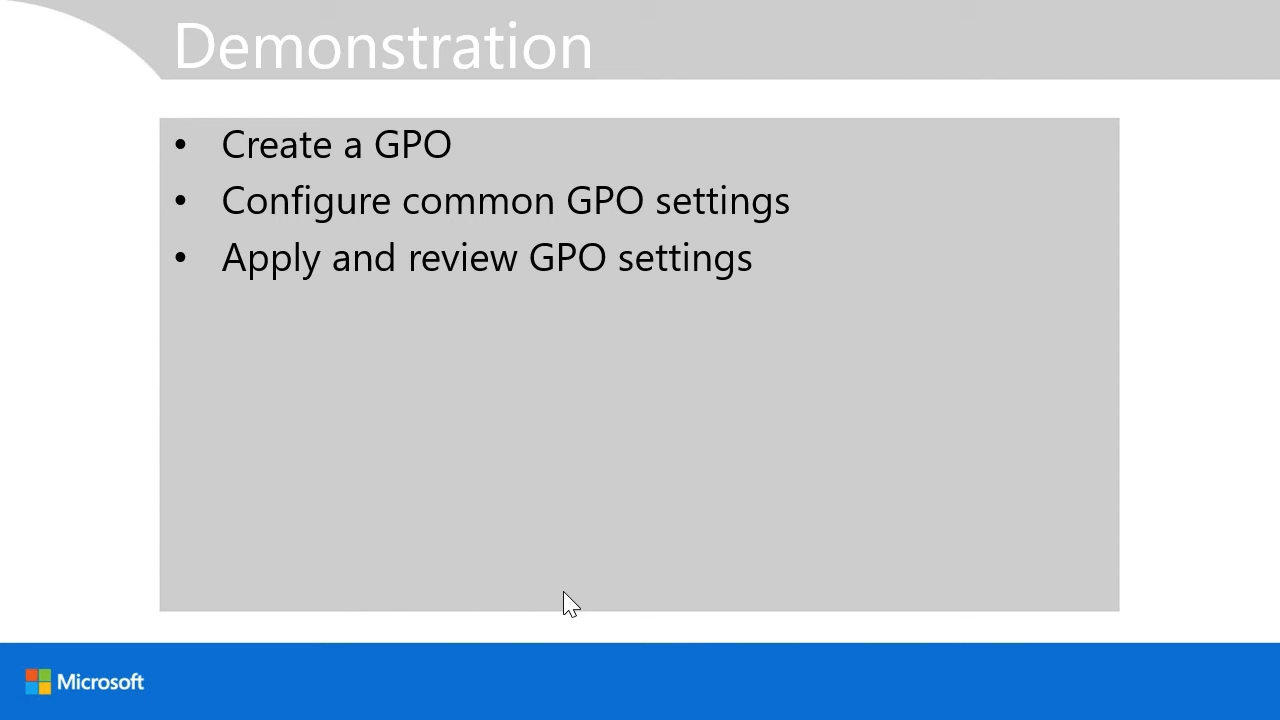 Demonstration
• Create a GPO
• Configure common GPO settings
• Apply and review GPO settings
Microsoft